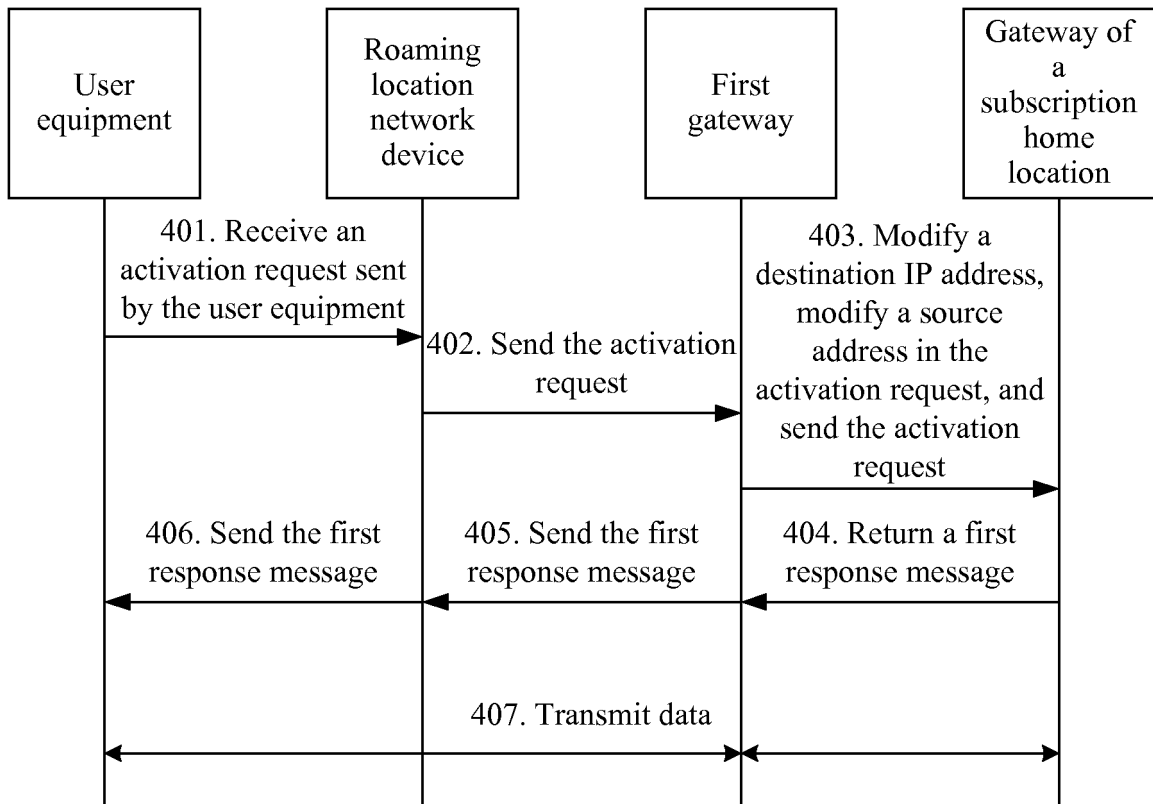 User
equipment
Roaming
location
network
device
First
gateway
Gateway of
a
subscription
home
location
401. Receive an
activation request sent
by the user equipment
402. Send the activation
request
403. Modify a
destination IP address,
modify a source
address in the
activation request, and
send the activation
request
406. Send the first
response message
405. Send the first
response message
404. Return a first
response message
407. Transmit data